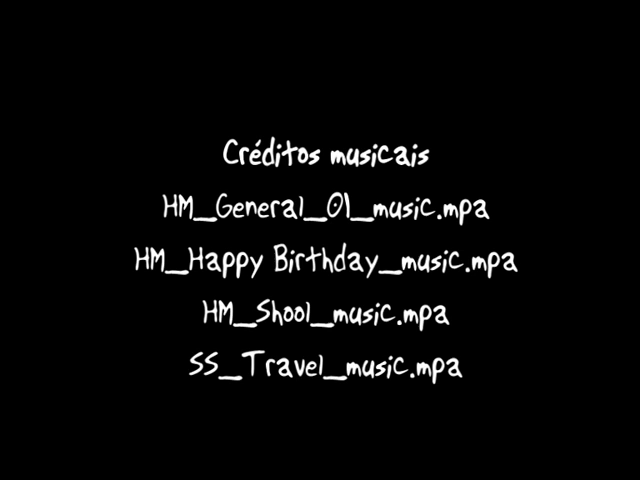 Créditos musicais
HM_General_01_music.mpa
HM_Happy Birthday_music.mpa
HM_Shool_music.mpa
SS_Travel_music.mpa